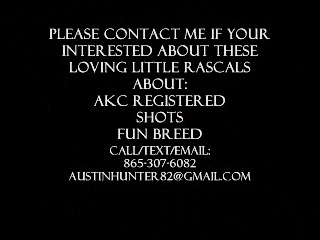 PLEASE CONTACT ME IF YOUR
INTERESTED ABOUT THESE
LOVING LITTLE RASCALS
ABOUT:
AKC REGISTERED
SHOTS
FUN BREED
CALL/TEXT/EMAIL:
865-307-6082
AUSTINHUNTER82@GMAIL.COM